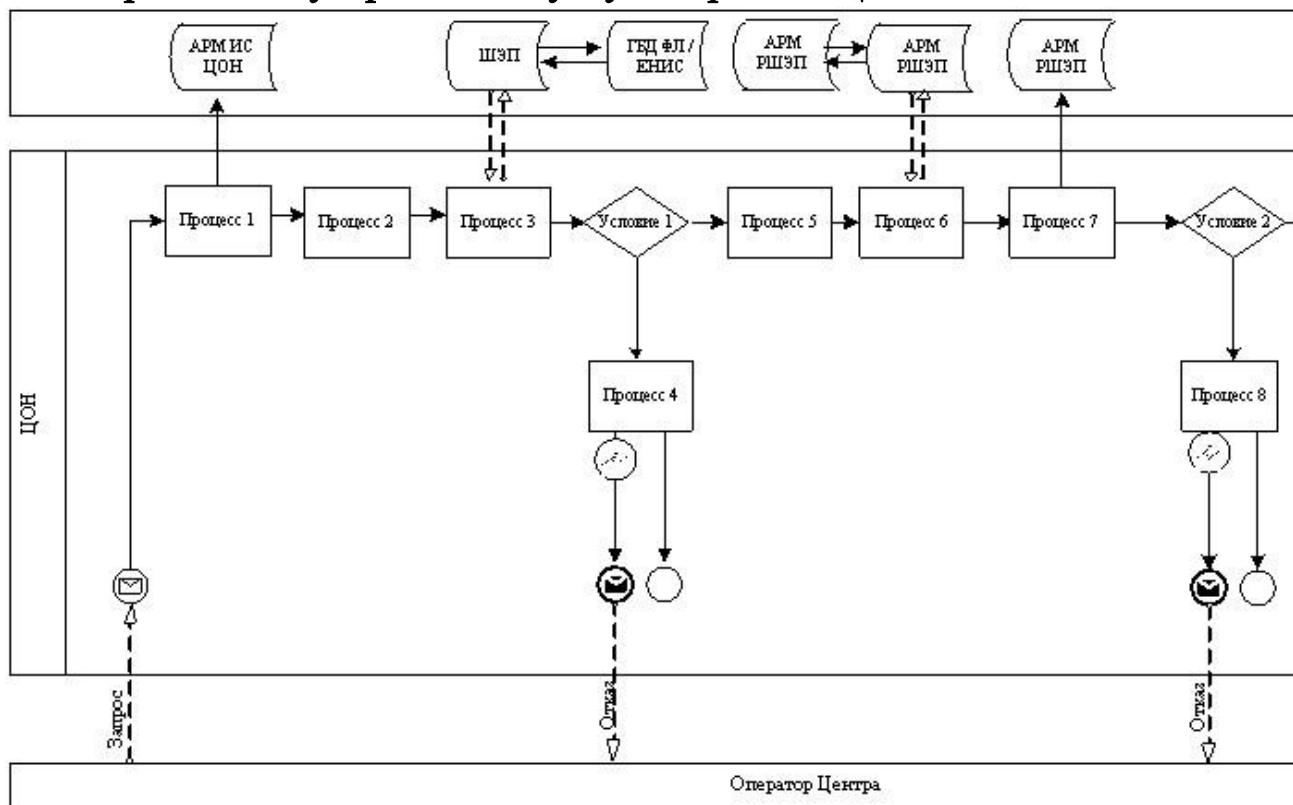 АРМ ИС
ЦОН
ШЭП
ГБД ФЛ /
ЕНИС
АРМ
РШЭП
АРМ
РШЭП
АРМ
РШЭП
ЦОН
Процесс 1
Процесс 2
Процесс 3
Условие 1
Процесс 5
Процесс 6
Процесс 7
Условие 2
Процесс 4
Процесс 8
Запрос
Отказ
Отказ
Оператор Центра